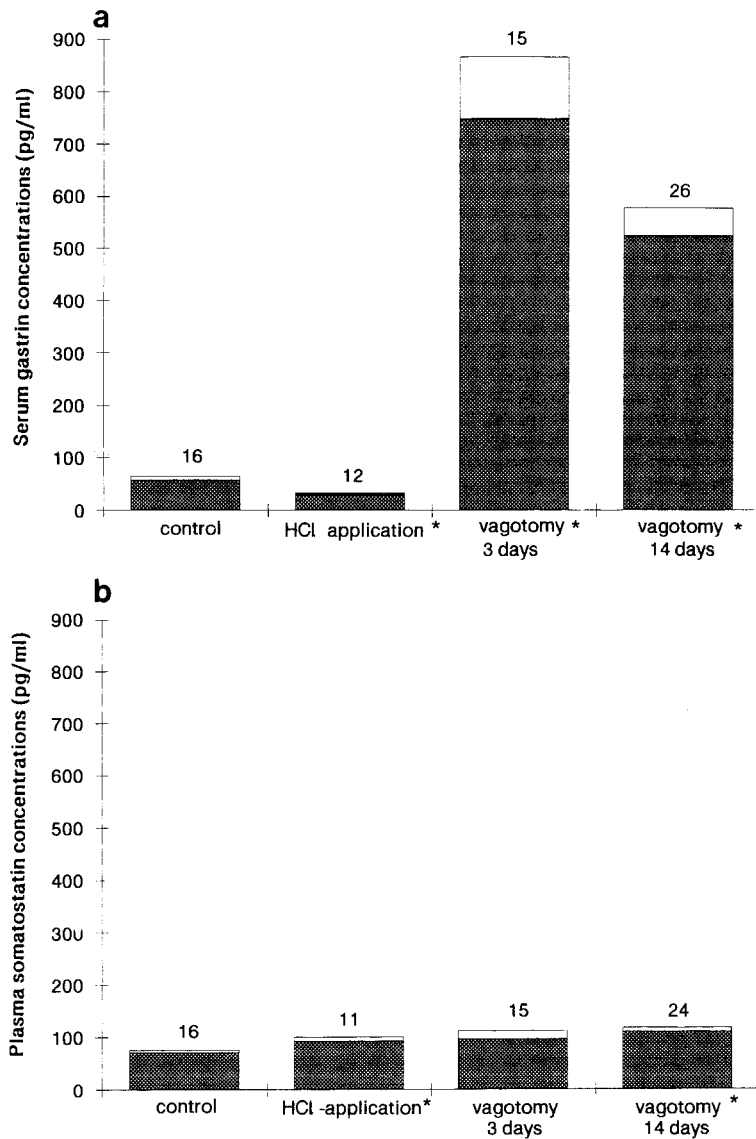 a
Serum gastrin concentrations (pg/ml)
900
800
700
600
500
400
300
200
100
0
16
12
15
26
control
HCl application *
vagotomy *
3 days
vagotomy *
14 days
b
Plasma somatostatin concentrations (pg/ml)
900
800
700
600
500
400
300
200
100
0
16
11
15
24
control
HCl -application*
vagotomy
3 days
vagotomy *
14 days